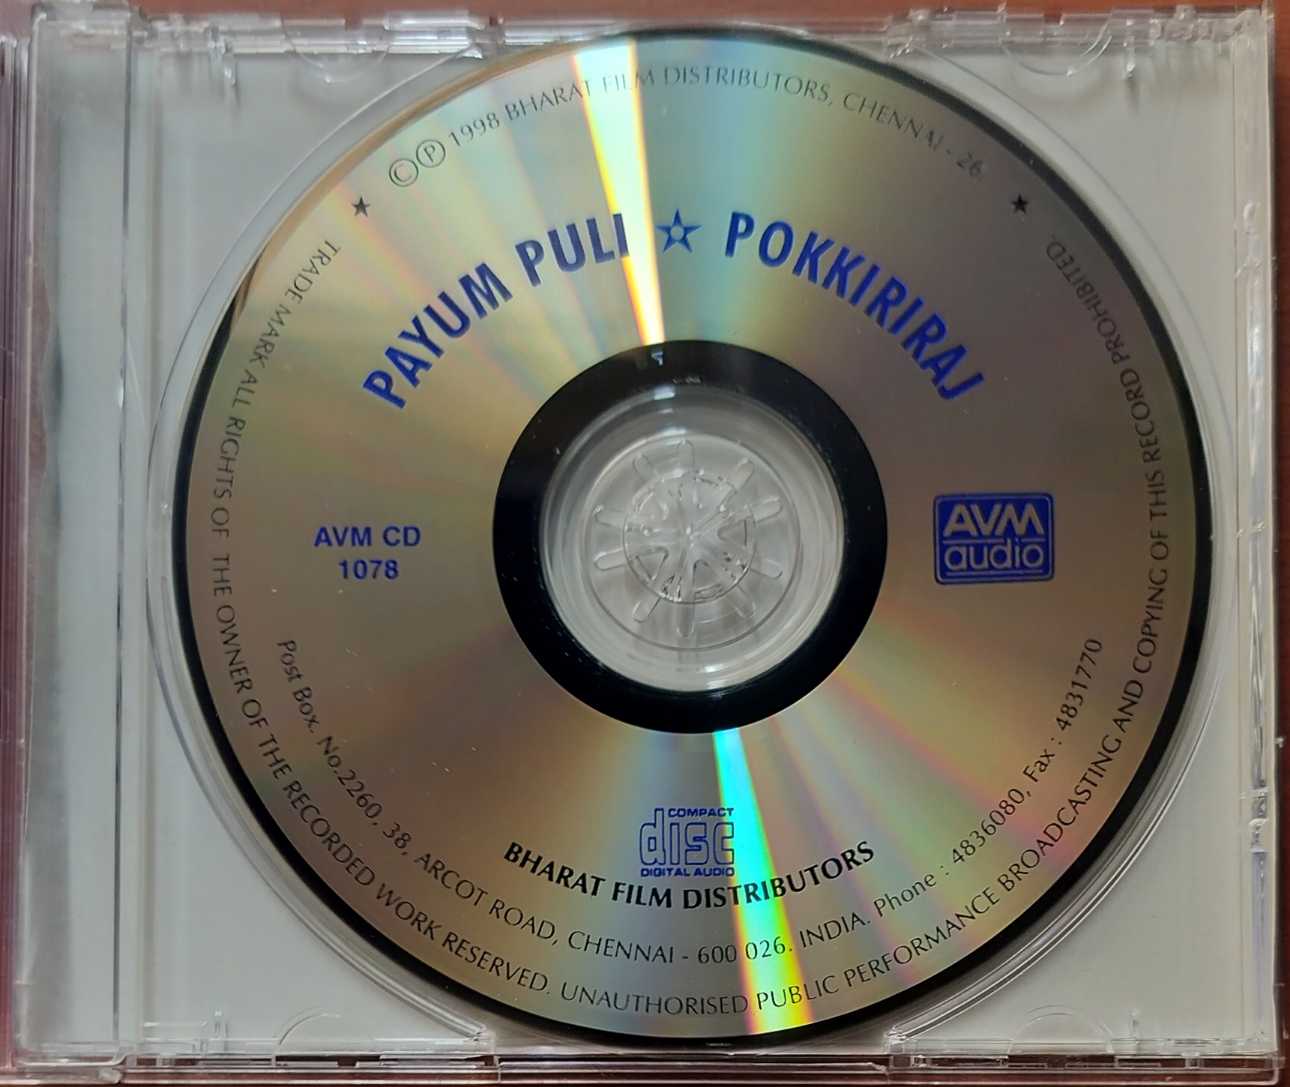 Ⓒ Ⓟ 1998 BHARAT FILM DISTRIBUTORS, CHENNAI - 26.
PAYUM PULI ☆ POKKIRIRAJ
AVM CD
1078
AVM
audio
COMPACT
disc
DIGITAL AUDIO
BHARAT FILM DISTRIBUTORS
Post Box. No.2260, 38, ARCOT ROAD, CHENNAI - 600 026. INDIA. Phone : 4836080, Fax : 4831770
★ TRADE MARK ALL RIGHTS OF THE OWNER OF THE RECORDED WORK RESERVED. UNAUTHORISED PUBLIC PERFORMANCE BROADCASTING AND COPYING OF THIS RECORD PROHIBITED. ★